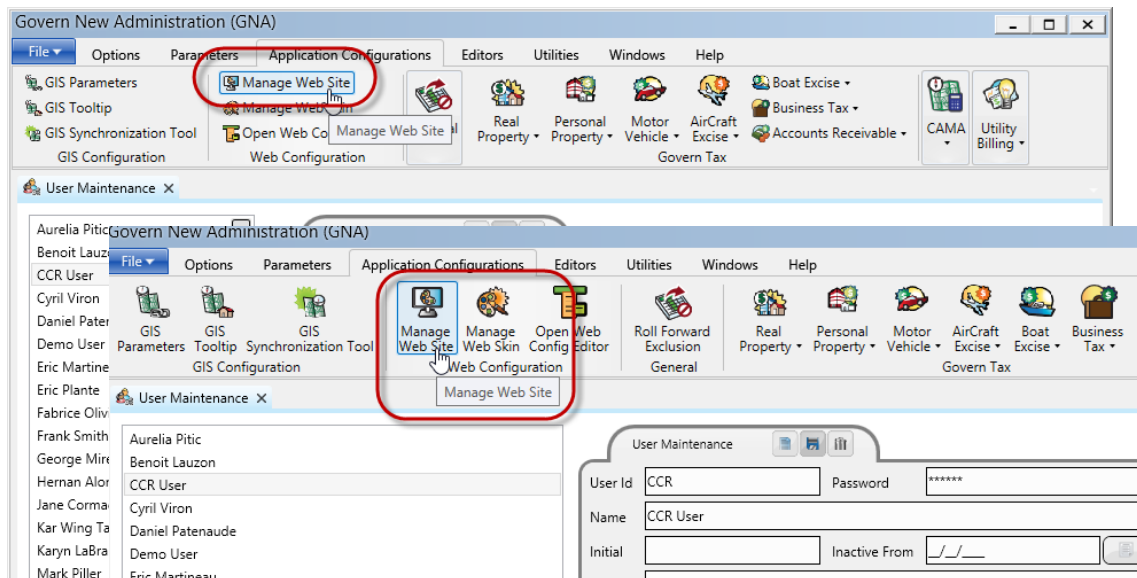 Govern New Administration (GNA)
File Options Parameters Application Configurations Editors Utilities Windows Help
GIS Parameters
GIS Tooltip
GIS Synchronization Tool
GIS Configuration
Manage Web Site
Manage Web Skin
Open Web Co
Manage Web Site
Web Configuration
Real Property
Personal Property
Motor Vehicle
AirCraft Excise
Boat Excise
Business Tax
Accounts Receivable
Govern Tax
CAMA
Utility Billing
User Maintenance
Aurelia Pitic
Benoit Lauz
CCR User
Cyril Viron
Daniel Pater
Demo User
Eric Martine
Eric Plante
Fabrice Oliv
Frank Smith
George Mire
Hernan Alor
Jane Corma
Kar Wing Ta
Karyn LaBra
Mark Piller
Govern New Administration (GNA)
File Options Parameters Application Configurations Editors Utilities Windows Help
GIS Parameters
GIS Tooltip
GIS Synchronization Tool
GIS Configuration
Manage Web Site
Manage Web Skin
Open Web Config Editor
Web Configuration
Manage Web Site
Roll Forward Exclusion
General
Real Property
Personal Property
Motor Vehicle
AirCraft Excise
Boat Excise
Business Tax
Govern Tax
User Maintenance
Aurelia Pitic
Benoit Lauzon
CCR User
Cyril Viron
Daniel Patenaude
Demo User
Eric Martineau
User Maintenance
User Id CCR Password ******
Name CCR User
Initial Inactive From _/_/___